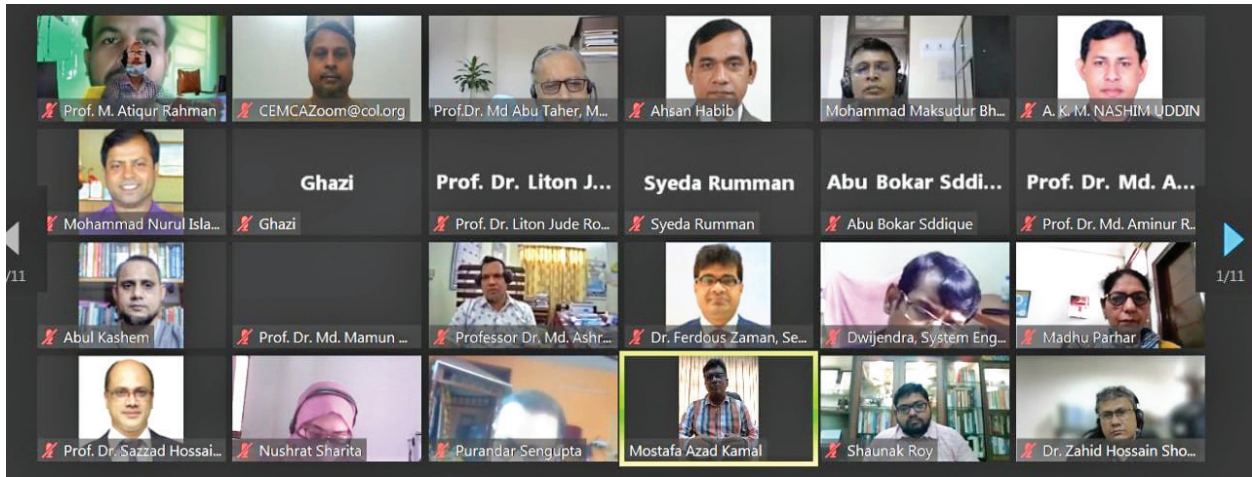 Prof. M. Atiqur Rahman
CEMCAZoom@col.org
Prof.Dr. Md Abu Taher, M...
Ahsan Habib
Mohammad Maksudur Bh...
A. K. M. NASHIM UDDIN
Mohammad Nurul Isla...
Ghazi
Ghazi
Prof. Dr. Liton J...
Prof. Dr. Liton Jude Ro...
Syeda Rumman
Syeda Rumman
Abu Bokar Sddi...
Abu Bokar Sddique
Prof. Dr. Md. A...
Prof. Dr. Md. Aminur R...
/11
1/11
Abul Kashem
Prof. Dr. Md. Mamun ...
Professor Dr. Md. Ashr...
Dr. Ferdous Zaman, Se...
Dwijendra, System Eng...
Madhu Parhar
Prof. Dr. Sazzad Hossai...
Nushrat Sharita
Purandar Sengupta
Mostafa Azad Kamal
Shaunak Roy
Dr. Zahid Hossain Sho...